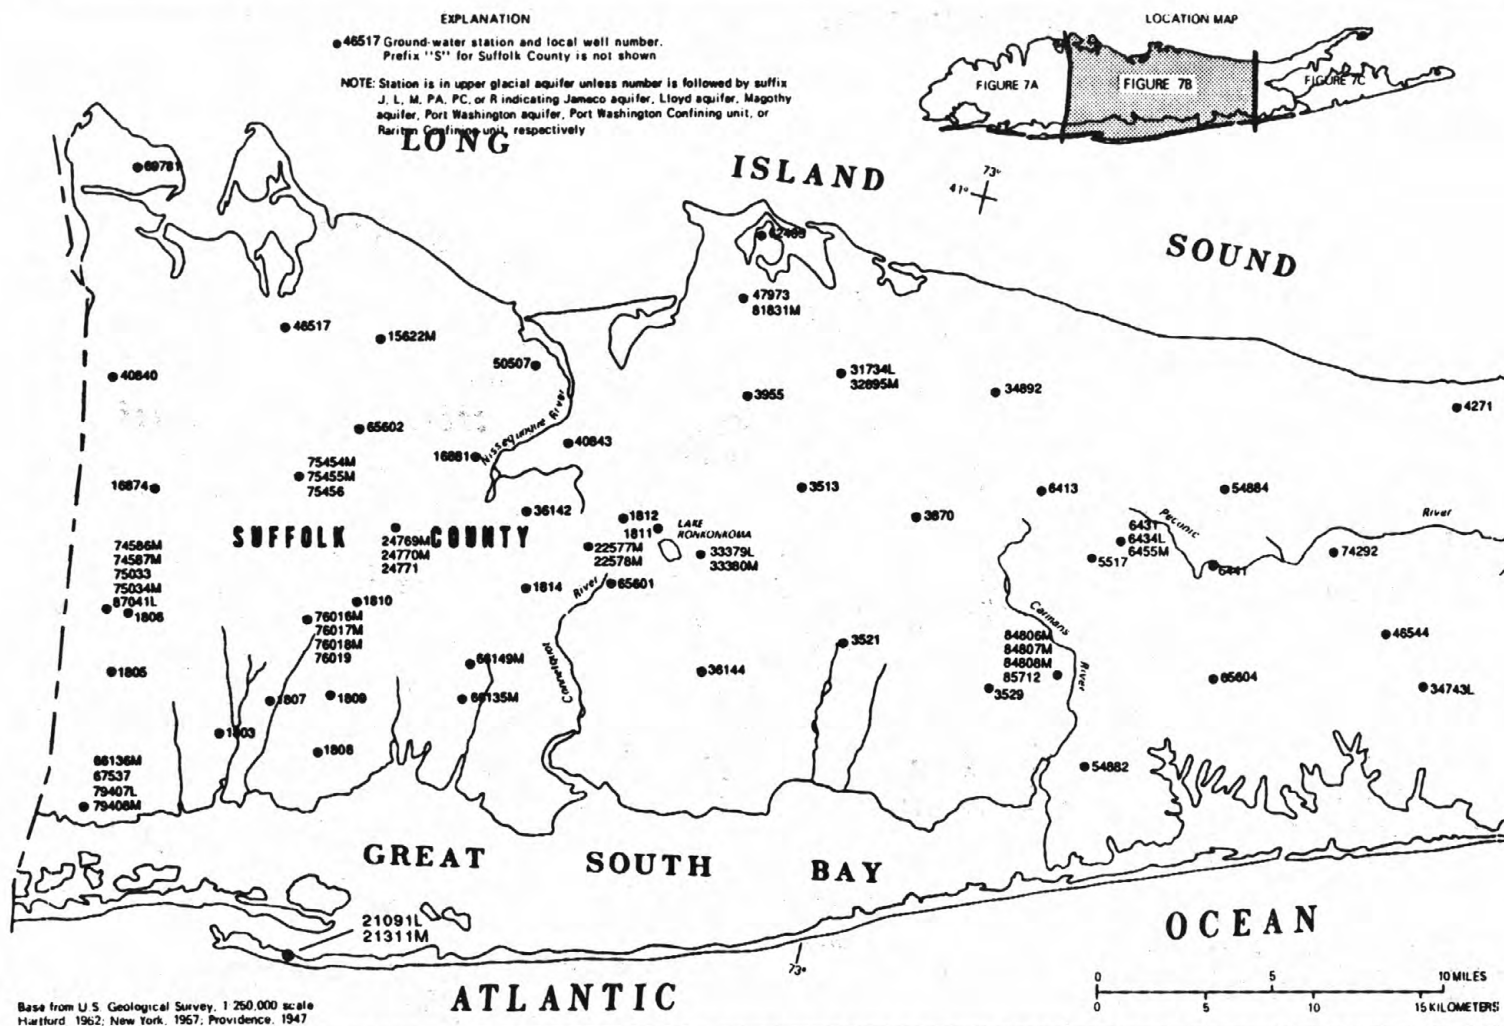 EXPLANATION
46517 Ground-water station and local well number.
Prefix "S" for Suffolk County is not shown
NOTE: Station is in upper glacial aquifer unless number is followed by suffix
J, L, M, PA, PC, or R indicating Jameco aquifer, Lloyd aquifer, Magothy
aquifer, Port Washington aquifer, Port Washington Confining unit, or
Raritan Confining unit, respectively
LOCATION MAP
FIGURE 7A
FIGURE 7B
FIGURE 7C
LONG
ISLAND
SOUND
73°
41°
69781
47973
81831M
46517
15622M
50507
40840
31734L
32895M
3955
34892
4271
65602
Nissequogue River
40843
16881
75454M
75455M
75456
16874
3513
6413
54884
36142
1812
1811
LAKE
RONKONKOMA
3870
SUFFOLK COUNTY
24769M
24770M
24771
22577M
22578M
33379L
33380M
6431
6434L
6455M
Peconic
River
74292
5517
6441
74586M
74587M
75033
75034M
87041L
1806
1814
River
65601
1810
76016M
76017M
76018M
76019
Connetquot
3521
Carmans
River
84806M
84807M
84808M
85712
46544
1805
66149M
36144
3529
65604
34743L
1807
1809
66135M
1803
1808
66136M
67537
79407L
79408M
54882
GREAT SOUTH BAY
21091L
21311M
73°
OCEAN
ATLANTIC
0 5 10 MILES
0 5 10 15 KILOMETERS
Base from U.S. Geological Survey, 1:250,000 scale
Hartford, 1962; New York, 1957; Providence, 1947